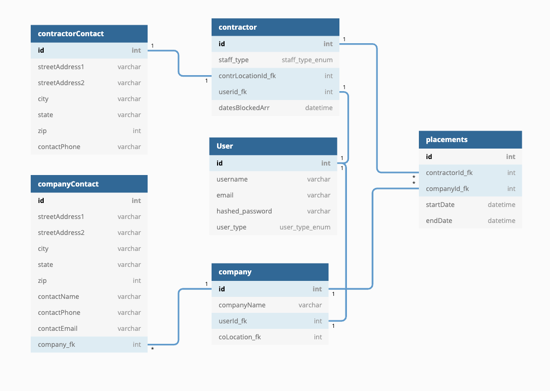 contractorContact
id int
streetAddress1 varchar
streetAddress2 varchar
city varchar
state varchar
zip int
contactPhone varchar
1
1
contractor
id int
staff_type staff_type_enum
contrLocationId_fk int
userid_fk int
datesBlockedArr datetime
1
1
User
id int
username varchar
email varchar
hashed_password varchar
user_type user_type_enum
1
1
placements
id int
contractorId_fk int
companyId_fk int
startDate datetime
endDate datetime
*
*
companyContact
id int
streetAddress1 varchar
streetAddress2 varchar
city varchar
state varchar
zip int
contactName varchar
contactPhone varchar
contactEmail varchar
company_fk int
*
1
company
id int
companyName varchar
userId_fk int
coLocation_fk int
1
1